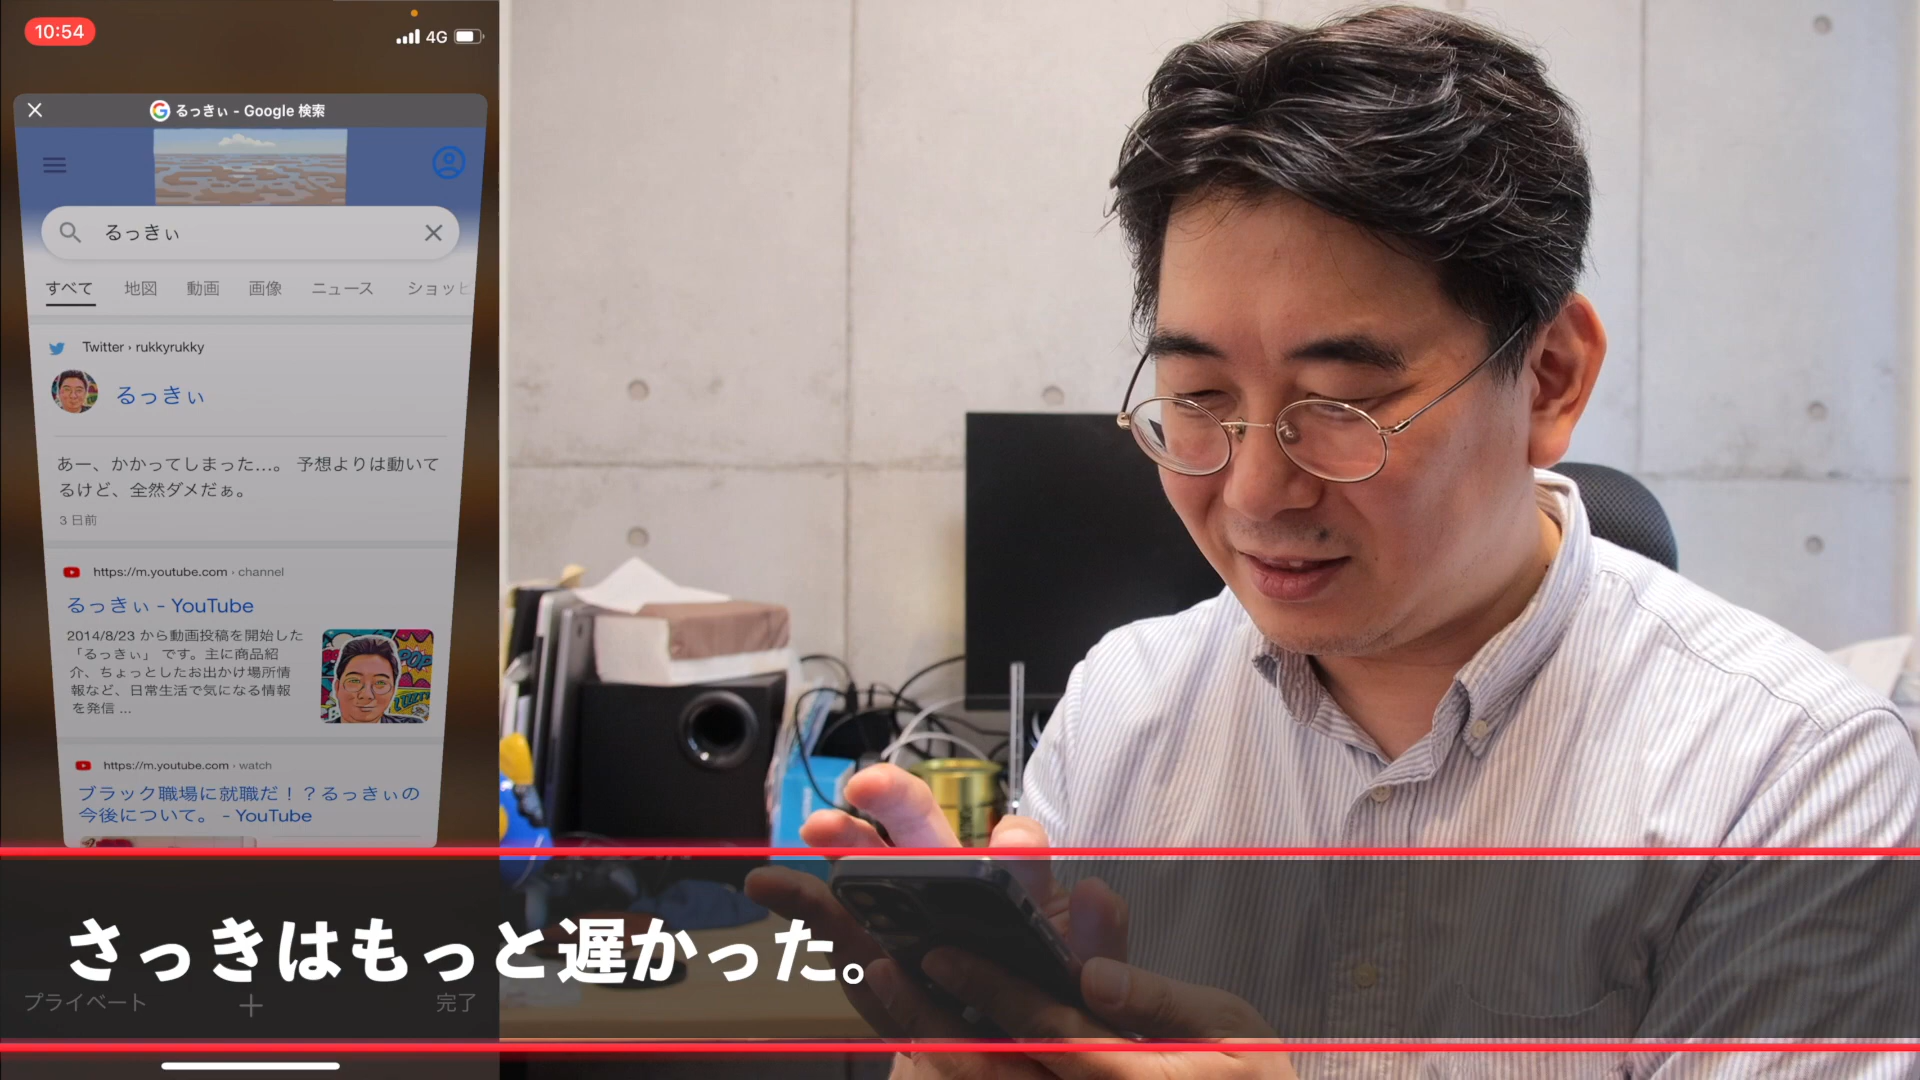 10:54
4G
るっきぃ - Google 検索
るっきぃ
すべて 地図 動画 画像 ニュース ショッピ
Twitter › rukkyrukky
るっきぃ
あー、かかってしまった…。 予想よりは動いて
るけど、全然ダメだぁ。
3 日前
https://m.youtube.com › channel
るっきぃ - YouTube
2014/8/23 から動画投稿を開始した
「るっきぃ」 です。主に商品紹
介、ちょっとしたお出かけ場所情
報など、日常生活で気になる情報
を発信 ...
POP
https://m.youtube.com › watch
ブラック職場に就職だ！？るっきぃの
今後について。 - YouTube
さっきはもっと遅かった。
プライベート
完了